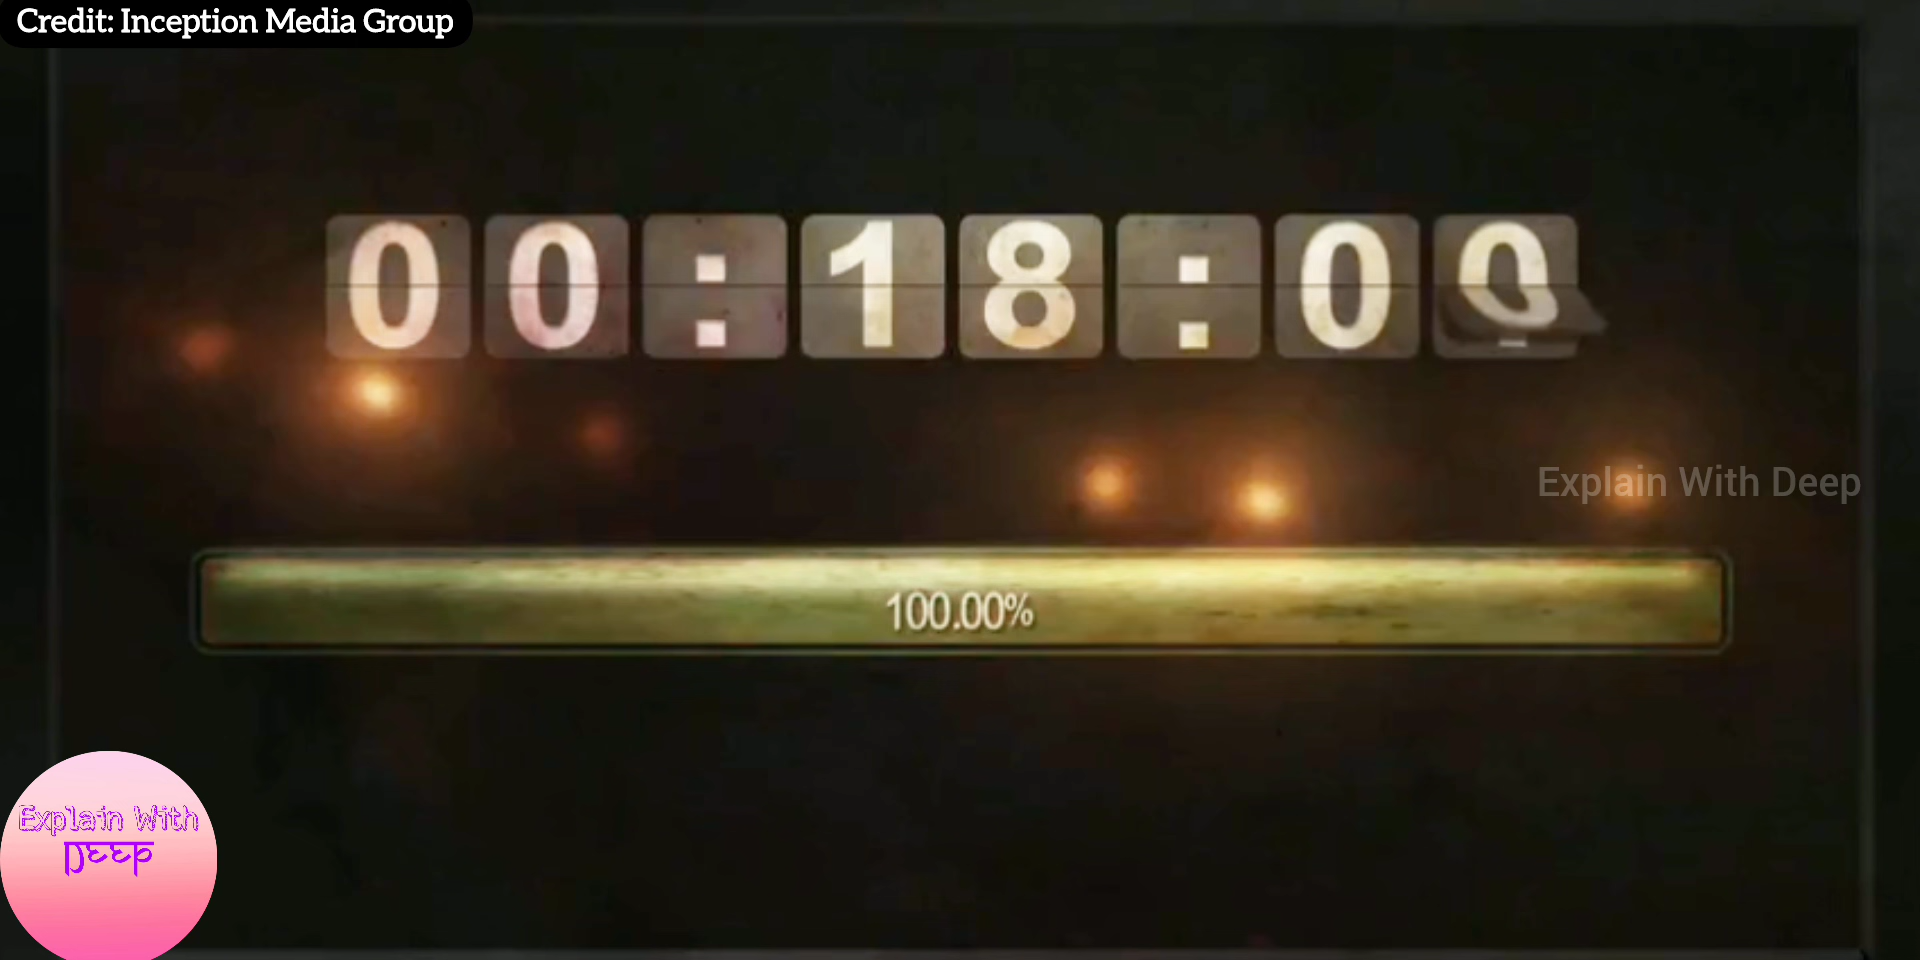 Credit: Inception Media Group
00:18:00
Explain With Deep
100.00%
Explain With
Deep